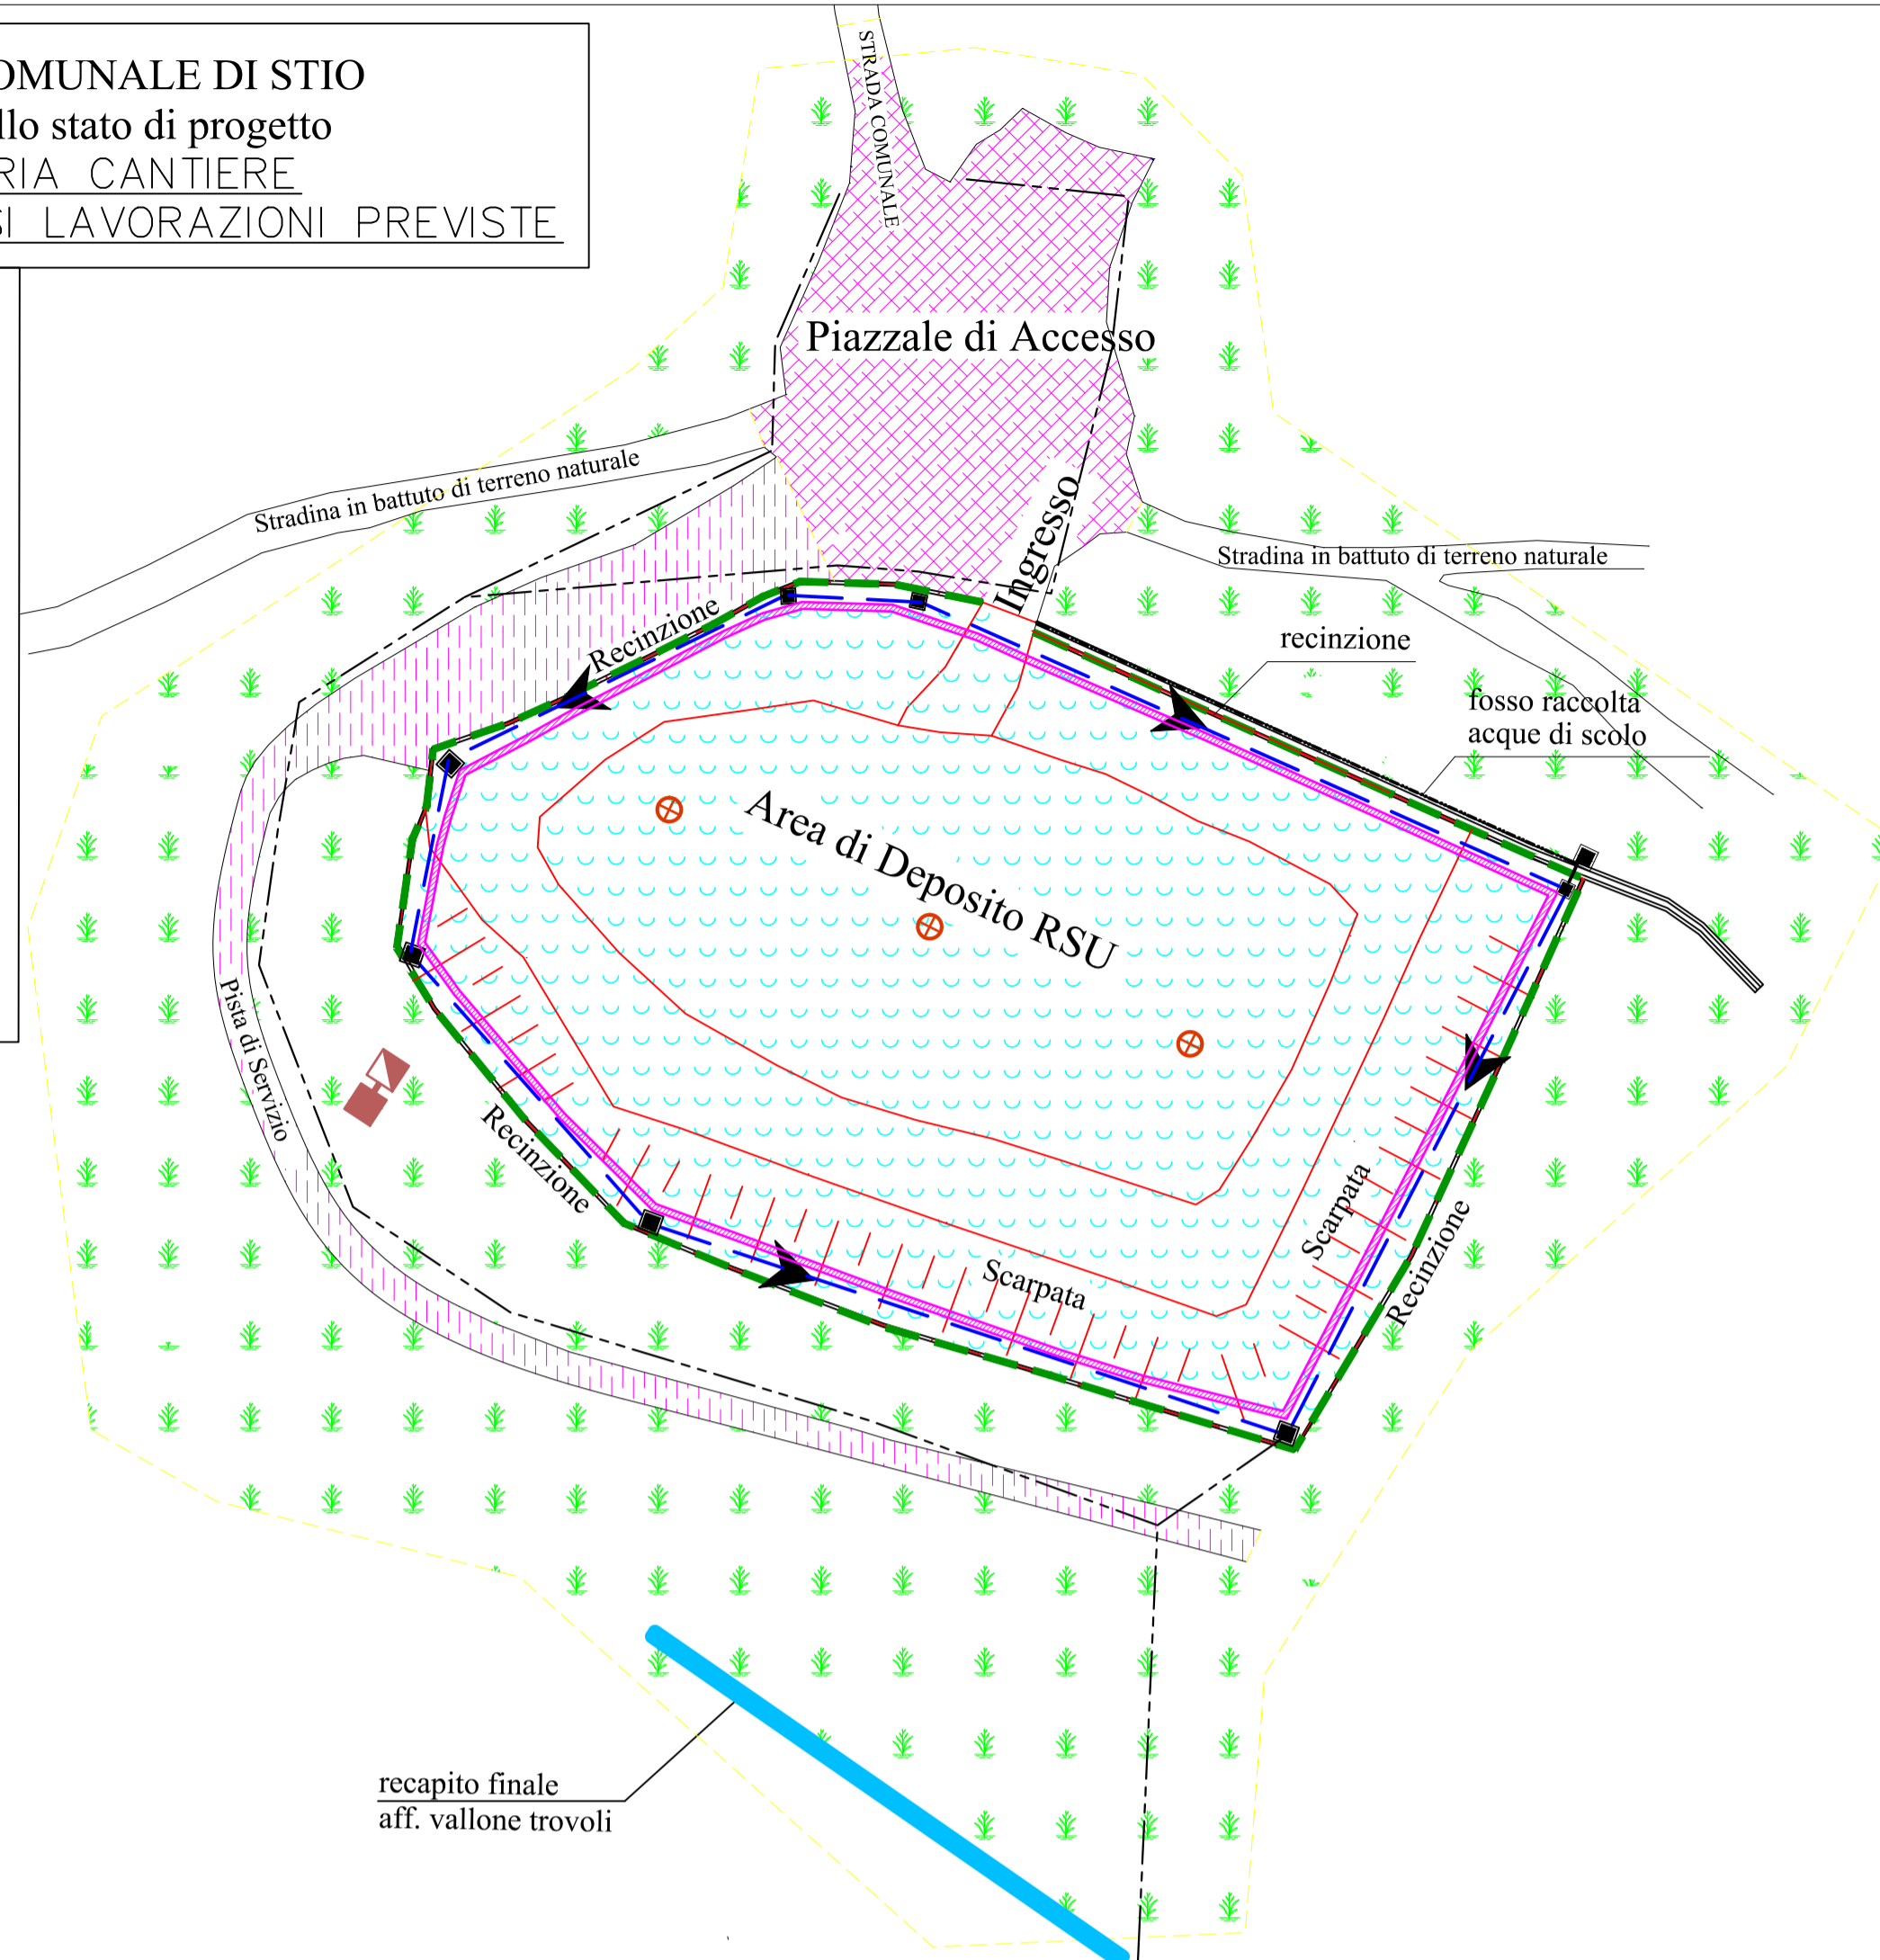 OMUNALE DI STIO
llo stato di progetto
RIA CANTIERE
SI LAVORAZIONI PREVISTE
STRADA COMUNALE
Piazzale di Accesso
Stradina in battuto di terreno naturale
Ingresso
Stradina in battuto di terreno naturale
Recinzione
recinzione
fosso raccolta
acque di scolo
Area di Deposito RSU
Pista di Servizio
Recinzione
Scarpata
Scarpata
Recinzione
recapito finale
aff. vallone trovoli